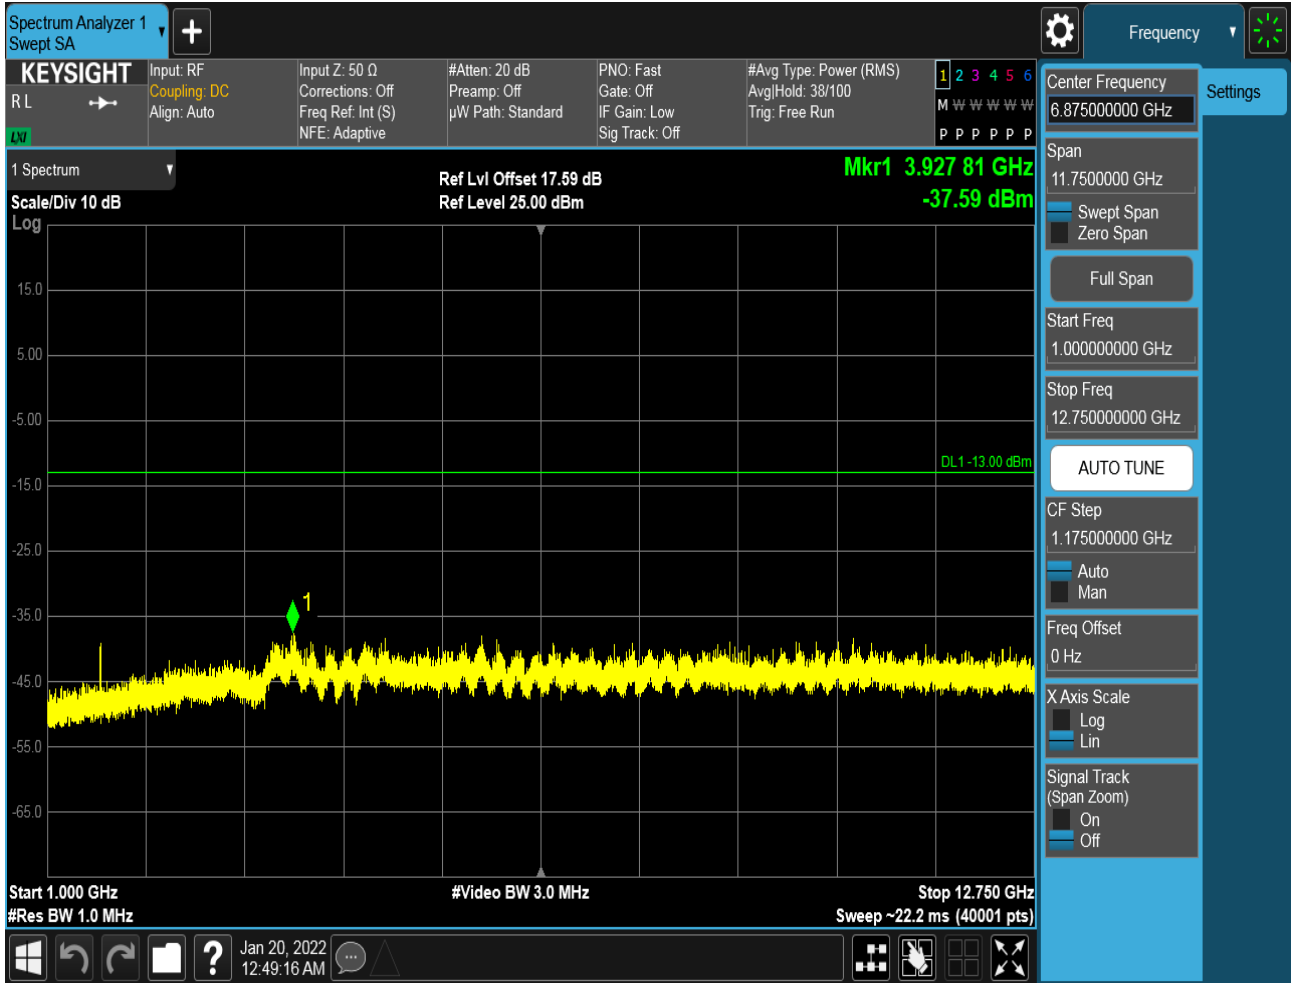 Spectrum Analyzer 1
Swept SA
+
Frequency
KEYSIGHT
R L
LXI
Input: RF
Coupling: DC
Align: Auto
Input Z: 50 Ω
Corrections: Off
Freq Ref: Int (S)
NFE: Adaptive
#Atten: 20 dB
Preamp: Off
µW Path: Standard
PNO: Fast
Gate: Off
IF Gain: Low
Sig Track: Off
#Avg Type: Power (RMS)
Avg|Hold: 38/100
Trig: Free Run
1 2 3 4 5 6
M W W W W W
P P P P P P
1 Spectrum
Scale/Div 10 dB
Log
Ref Lvl Offset 17.59 dB
Ref Level 25.00 dBm
Mkr1 3.927 81 GHz
-37.59 dBm
15.0
5.00
-5.00
-15.0
-25.0
-35.0
-45.0
-55.0
-65.0
DL1 -13.00 dBm
1
Start 1.000 GHz
#Res BW 1.0 MHz
#Video BW 3.0 MHz
Stop 12.750 GHz
Sweep ~22.2 ms (40001 pts)
Center Frequency
6.875000000 GHz
Span
11.7500000 GHz
Swept Span
Zero Span
Full Span
Start Freq
1.000000000 GHz
Stop Freq
12.750000000 GHz
AUTO TUNE
CF Step
1.175000000 GHz
Auto
Man
Freq Offset
0 Hz
X Axis Scale
Log
Lin
Signal Track
(Span Zoom)
On
Off
Settings
?
Jan 20, 2022
12:49:16 AM